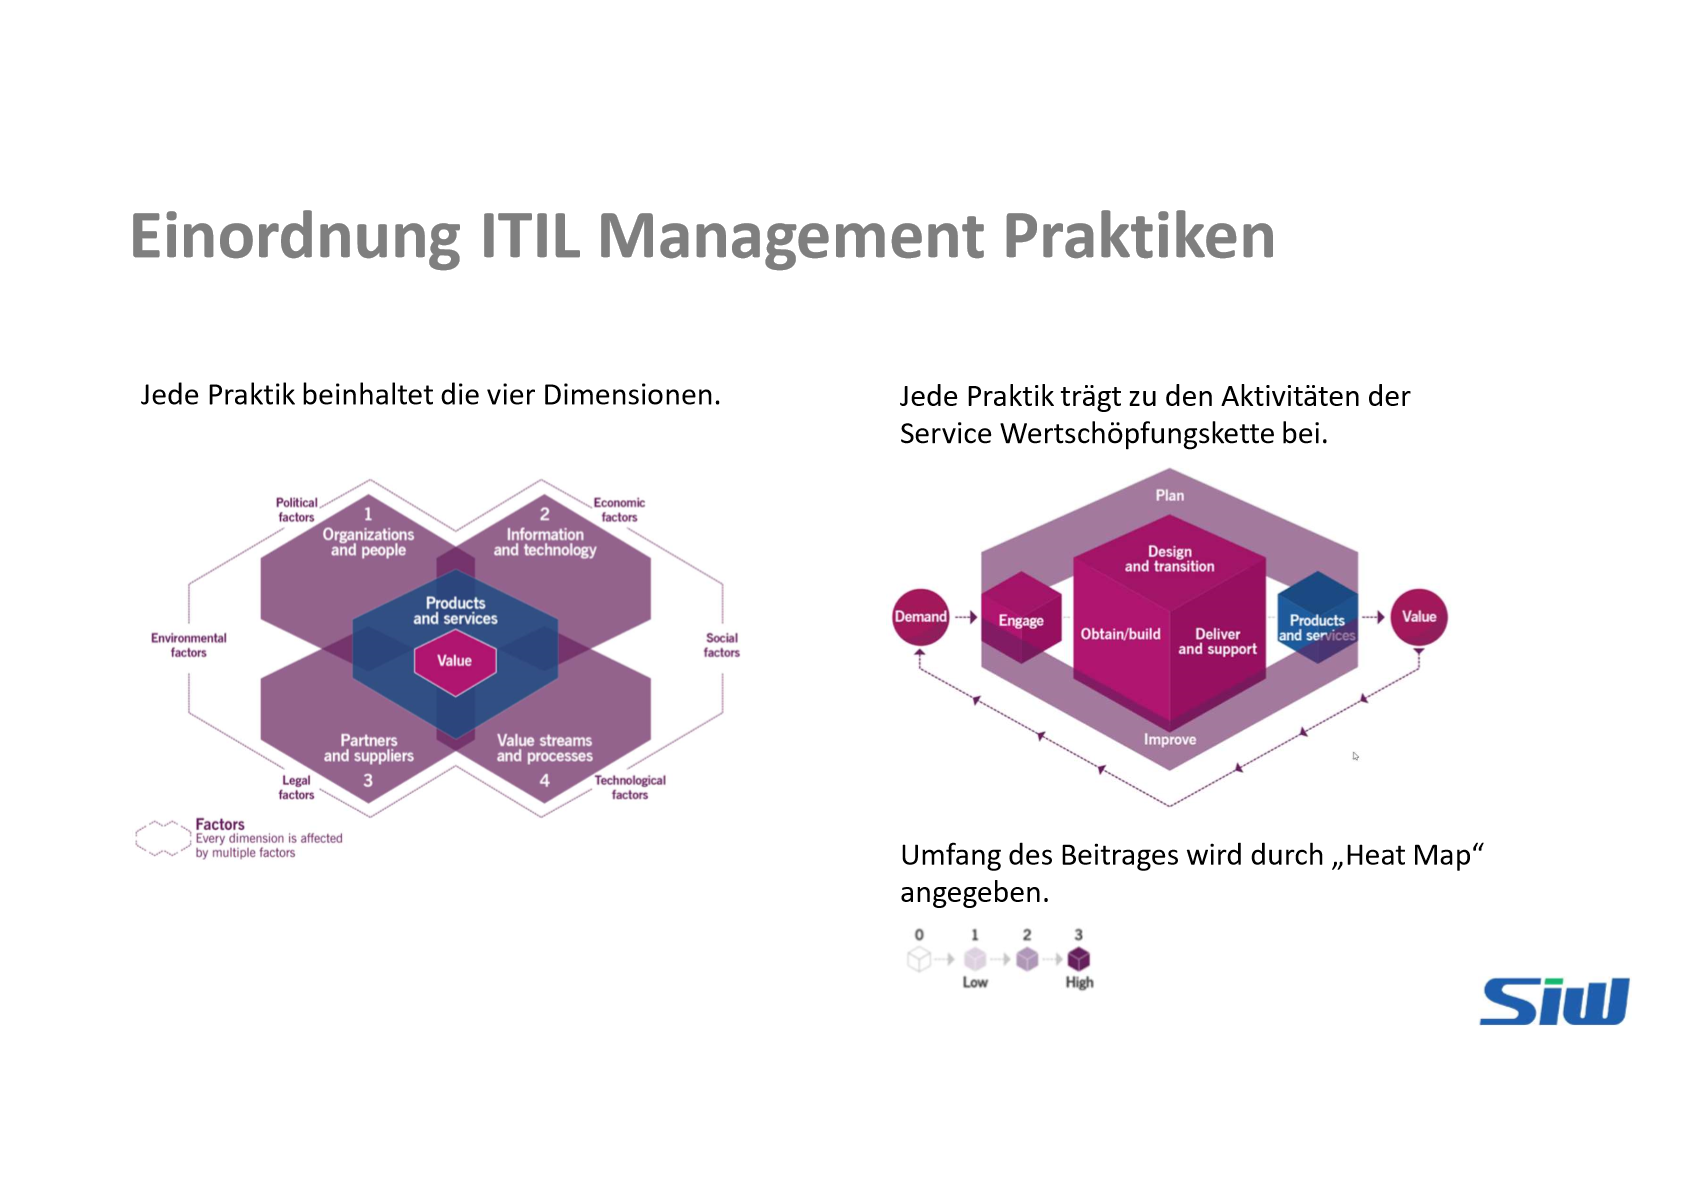 Einordnung ITIL Management Praktiken
Jede Praktik beinhaltet die vier Dimensionen.
Political
factors
Economic
factors
1
Organizations
and people
2
Information
and technology
Products
and services
Value
Environmental
factors
Social
factors
Partners
and suppliers
3
Value streams
and processes
4
Legal
factors
Technological
factors
Factors
Every dimension is affected
by multiple factors
Jede Praktik trägt zu den Aktivitäten der
Service Wertschöpfungskette bei.
Plan
Design
and transition
Demand
Engage
Obtain/build
Deliver
and support
Products
and services
Value
Improve
Umfang des Beitrages wird durch „Heat Map“
angegeben.
0 1 2 3
Low High
Siw